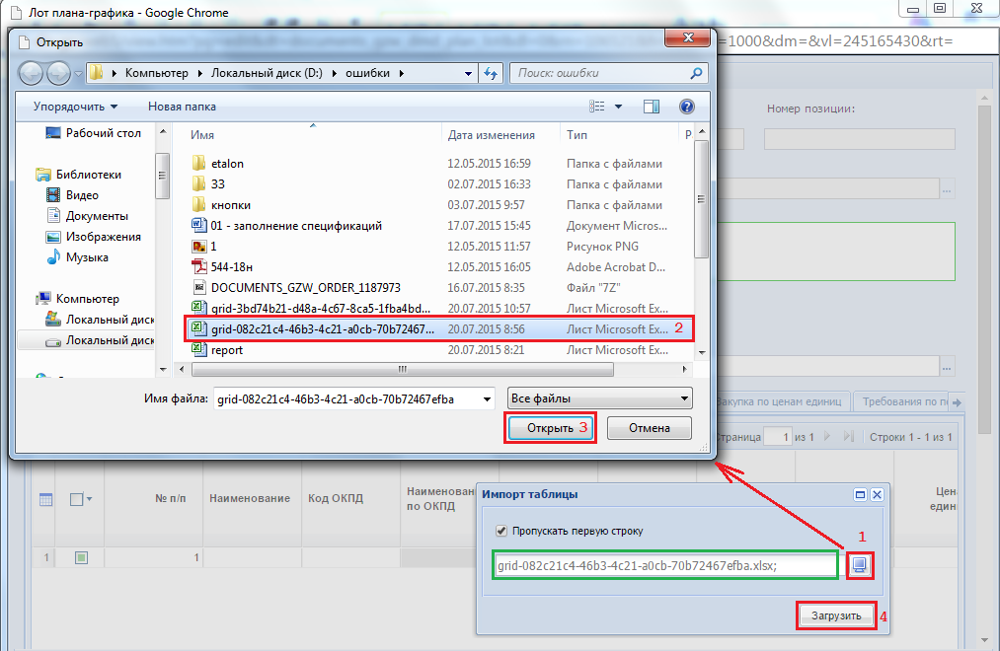 Лот плана-графика - Google Chrome
Открыть
=1000&dm=&vl=245165430&rt=
Компьютер ▸ Локальный диск (D:) ▸ ошибки ▸
Поиск: ошибки
Упорядочить
Новая папка
Номер позиции:
Рабочий стол
Библиотеки
Видео
Документы
Изображения
Музыка
Компьютер
Локальный диск
Локальный диск
Имя Дата изменения Тип Р
etalon 12.05.2015 16:59 Папка с файлами
33 02.07.2015 16:33 Папка с файлами
кнопки 03.07.2015 9:57 Папка с файлами
01 - заполнение спецификаций 17.07.2015 15:45 Документ Micros...
1 12.05.2015 11:57 Рисунок PNG
544-18н 12.05.2015 16:05 Adobe Acrobat D...
DOCUMENTS_GZW_ORDER_1187973 16.07.2015 8:35 Файл "7Z"
grid-3bd74b21-d48a-4c67-8ca5-1fba4bd... 20.07.2015 10:57 Лист Microsoft Ex...
grid-082c21c4-46b3-4c21-a0cb-70b72467... 20.07.2015 8:56 Лист Microsoft Ex... 2
report 20.07.2015 8:21 Лист Microsoft Ex...
Имя файла: grid-082c21c4-46b3-4c21-a0cb-70b72467efba Все файлы
Открыть 3 Отмена
Закупка по ценам единиц Требования по по
Страница 1 из 1 Строки 1 - 1 из 1
№ п/п Наименование Код ОКПД
Наименован
по ОКПД
Цена
едини
1 1
Импорт таблицы
Пропускать первую строку
1
grid-082c21c4-46b3-4c21-a0cb-70b72467efba.xlsx;
Загрузить 4